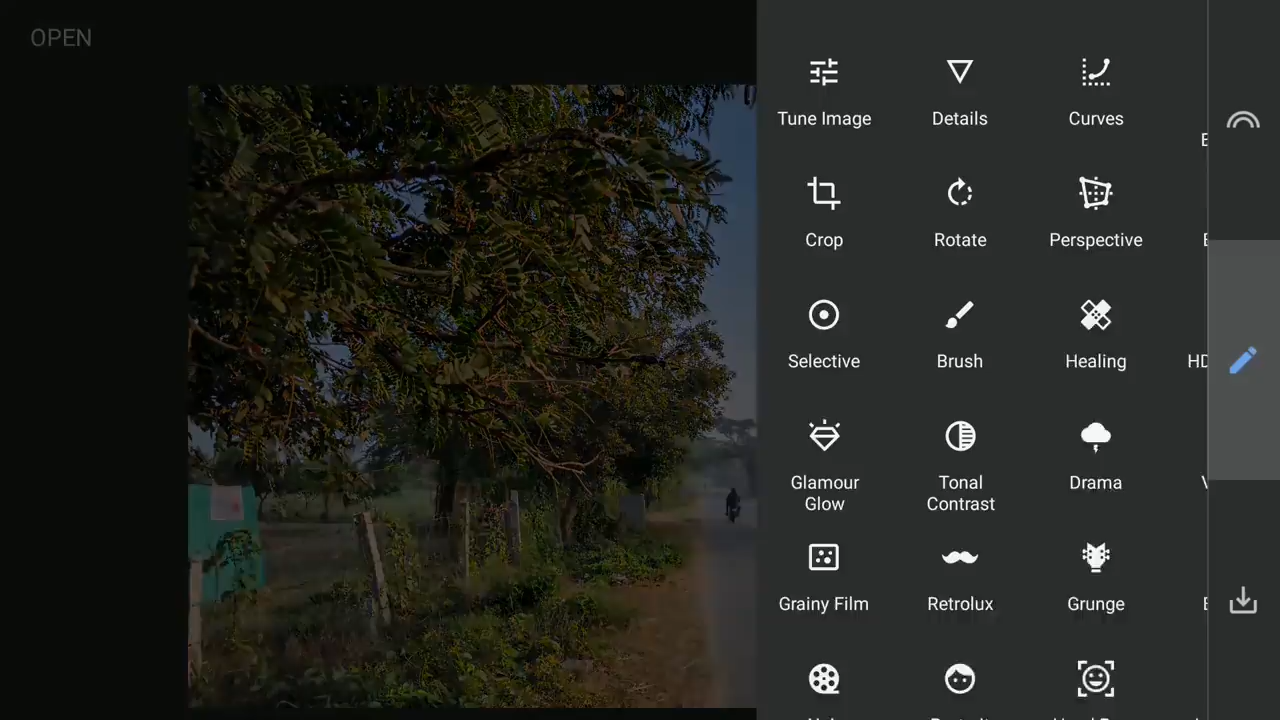 OPEN
Tune Image
Details
Curves
Crop
Rotate
Perspective
Selective
Brush
Healing
HD
Glamour
Glow
Tonal
Contrast
Drama
Grainy Film
Retrolux
Grunge